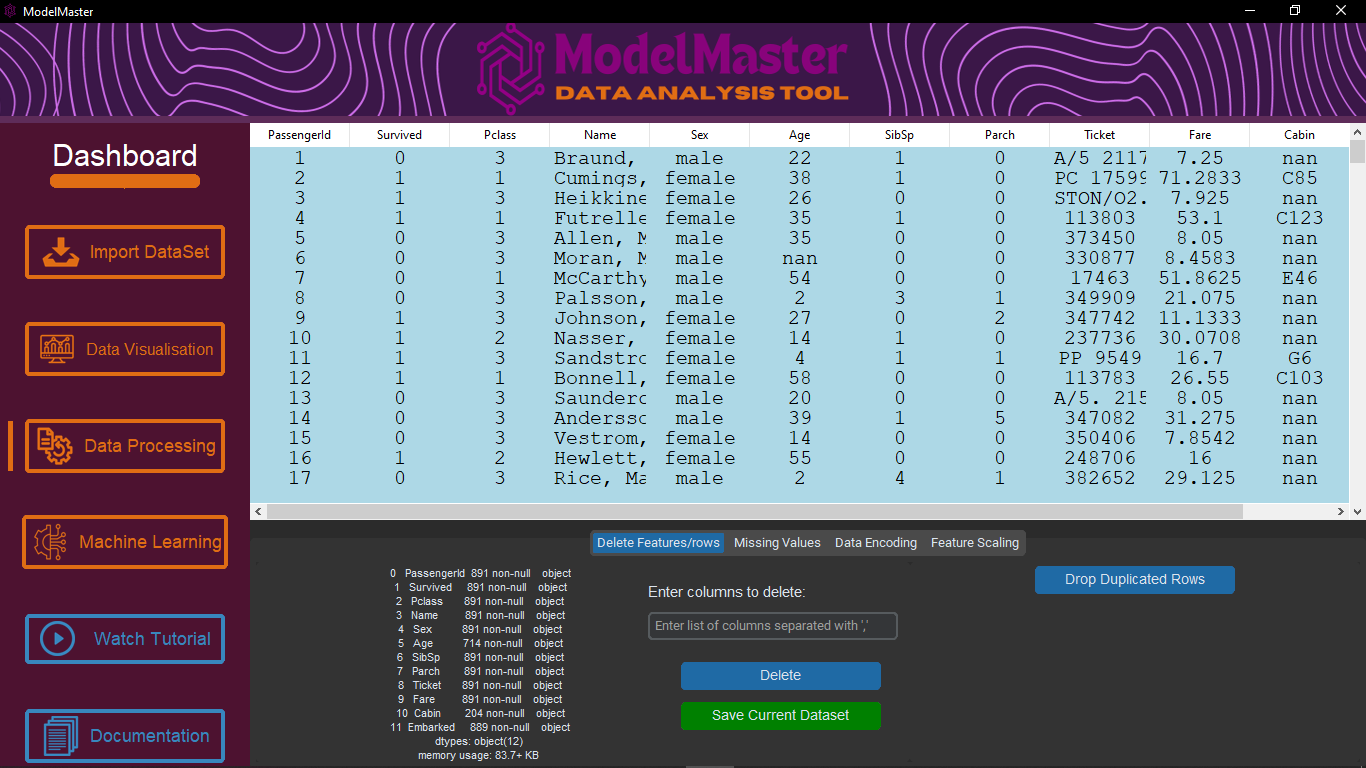 ModelMaster
ModelMaster
DATA ANALYSIS TOOL
Dashboard
Import DataSet
Data Visualisation
Data Processing
Machine Learning
Watch Tutorial
Documentation
PassengerId Survived Pclass Name Sex Age SibSp Parch Ticket Fare Cabin
1 0 3 Braund, male 22 1 0 A/5 2117 7.25 nan
2 1 1 Cumings, female 38 1 0 PC 17599 71.2833 C85
3 1 3 Heikkine female 26 0 0 STON/O2. 7.925 nan
4 1 1 Futrelle female 35 1 0 113803 53.1 C123
5 0 3 Allen, M male 35 0 0 373450 8.05 nan
6 0 3 Moran, M male nan 0 0 330877 8.4583 nan
7 0 1 McCarthy male 54 0 0 17463 51.8625 E46
8 0 3 Palsson, male 2 3 1 349909 21.075 nan
9 1 3 Johnson, female 27 0 2 347742 11.1333 nan
10 1 2 Nasser, female 14 1 0 237736 30.0708 nan
11 1 3 Sandstro female 4 1 1 PP 9549 16.7 G6
12 1 1 Bonnell, female 58 0 0 113783 26.55 C103
13 0 3 Saunderc male 20 0 0 A/5. 215 8.05 nan
14 0 3 Andersso male 39 1 5 347082 31.275 nan
15 0 3 Vestrom, female 14 0 0 350406 7.8542 nan
16 1 2 Hewlett, female 55 0 0 248706 16 nan
17 0 3 Rice, Ma male 2 4 1 382652 29.125 nan
Delete Features/rows Missing Values Data Encoding Feature Scaling
0 PassengerId 891 non-null object
1 Survived 891 non-null object
2 Pclass 891 non-null object
3 Name 891 non-null object
4 Sex 891 non-null object
5 Age 714 non-null object
6 SibSp 891 non-null object
7 Parch 891 non-null object
8 Ticket 891 non-null object
9 Fare 891 non-null object
10 Cabin 204 non-null object
11 Embarked 889 non-null object
dtypes: object(12)
memory usage: 83.7+ KB
Enter columns to delete:
Enter list of columns separated with ','
Delete
Save Current Dataset
Drop Duplicated Rows